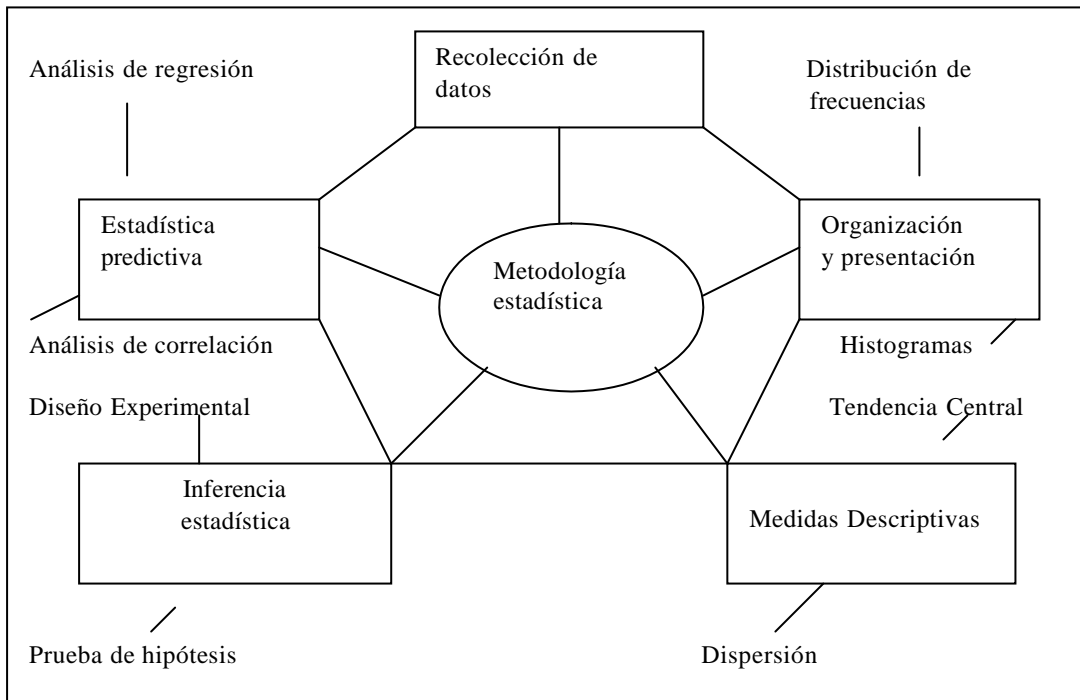 Análisis de regresión
Recolección de
datos
Distribución de
frecuencias
Estadística
predictiva
Metodología
estadística
Organización
y presentación
Análisis de correlación
Histogramas
Diseño Experimental
Tendencia Central
Inferencia
estadística
Medidas Descriptivas
Prueba de hipótesis
Dispersión